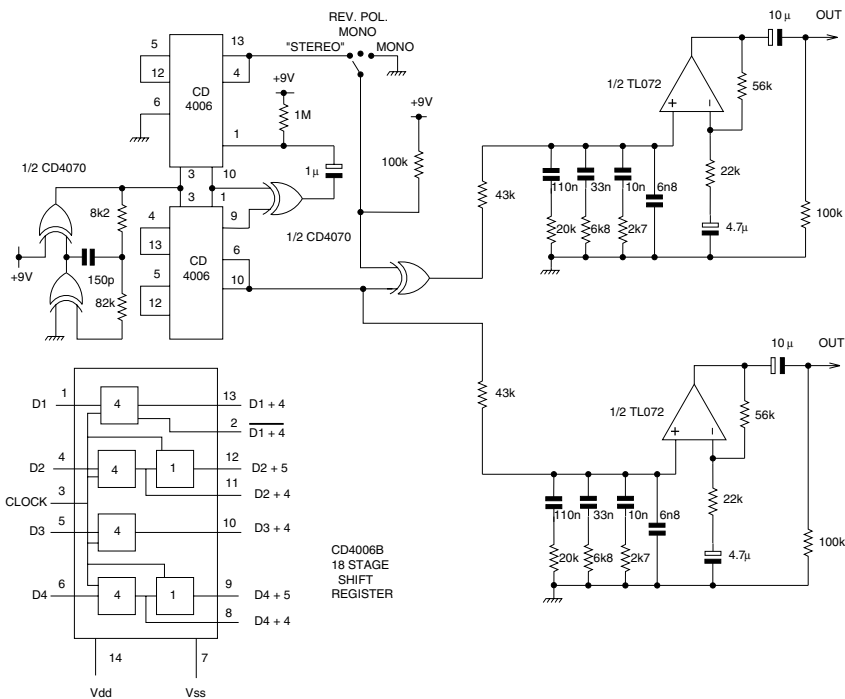 REV. POL.
MONO
"STEREO"
MONO
10 µ
OUT
5
13
12
4
CD
4006
6
1
+9V
1M
+9V
1/2 TL072
+
–
56k
1/2 CD4070
3
10
1µ
100k
22k
43k
110n
33n
10n
6n8
8k2
3
1
4
9
13
CD
4006
6
5
10
12
1/2 CD4070
20k
6k8
2k7
4.7µ
100k
+9V
150p
82k
10 µ
OUT
43k
1/2 TL072
+
–
56k
22k
110n
33n
10n
6n8
20k
6k8
2k7
4.7µ
100k
D1
1
4
13
D1 + 4
2
D1 + 4
D2
4
4
1
12
D2 + 5
11
D2 + 4
CLOCK
3
D3
5
4
10
D3 + 4
D4
6
4
1
9
D4 + 5
8
D4 + 4
14
7
Vdd
Vss
CD4006B
18 STAGE
SHIFT
REGISTER